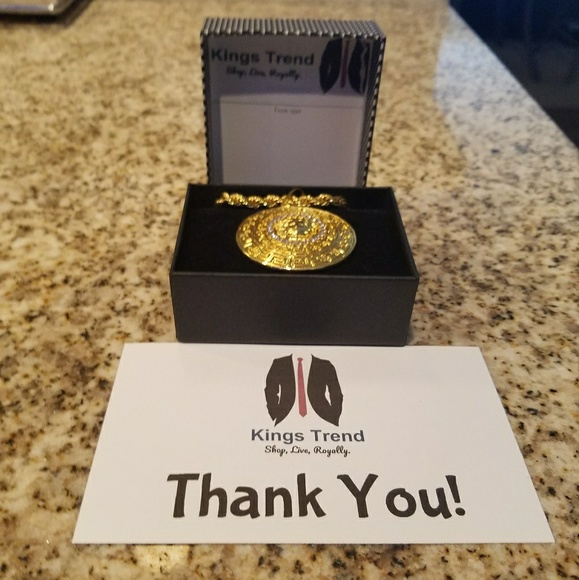 Kings Trend
Shop, Live, Royally.
Kings Trend
Shop, Live, Royally.
Thank You!